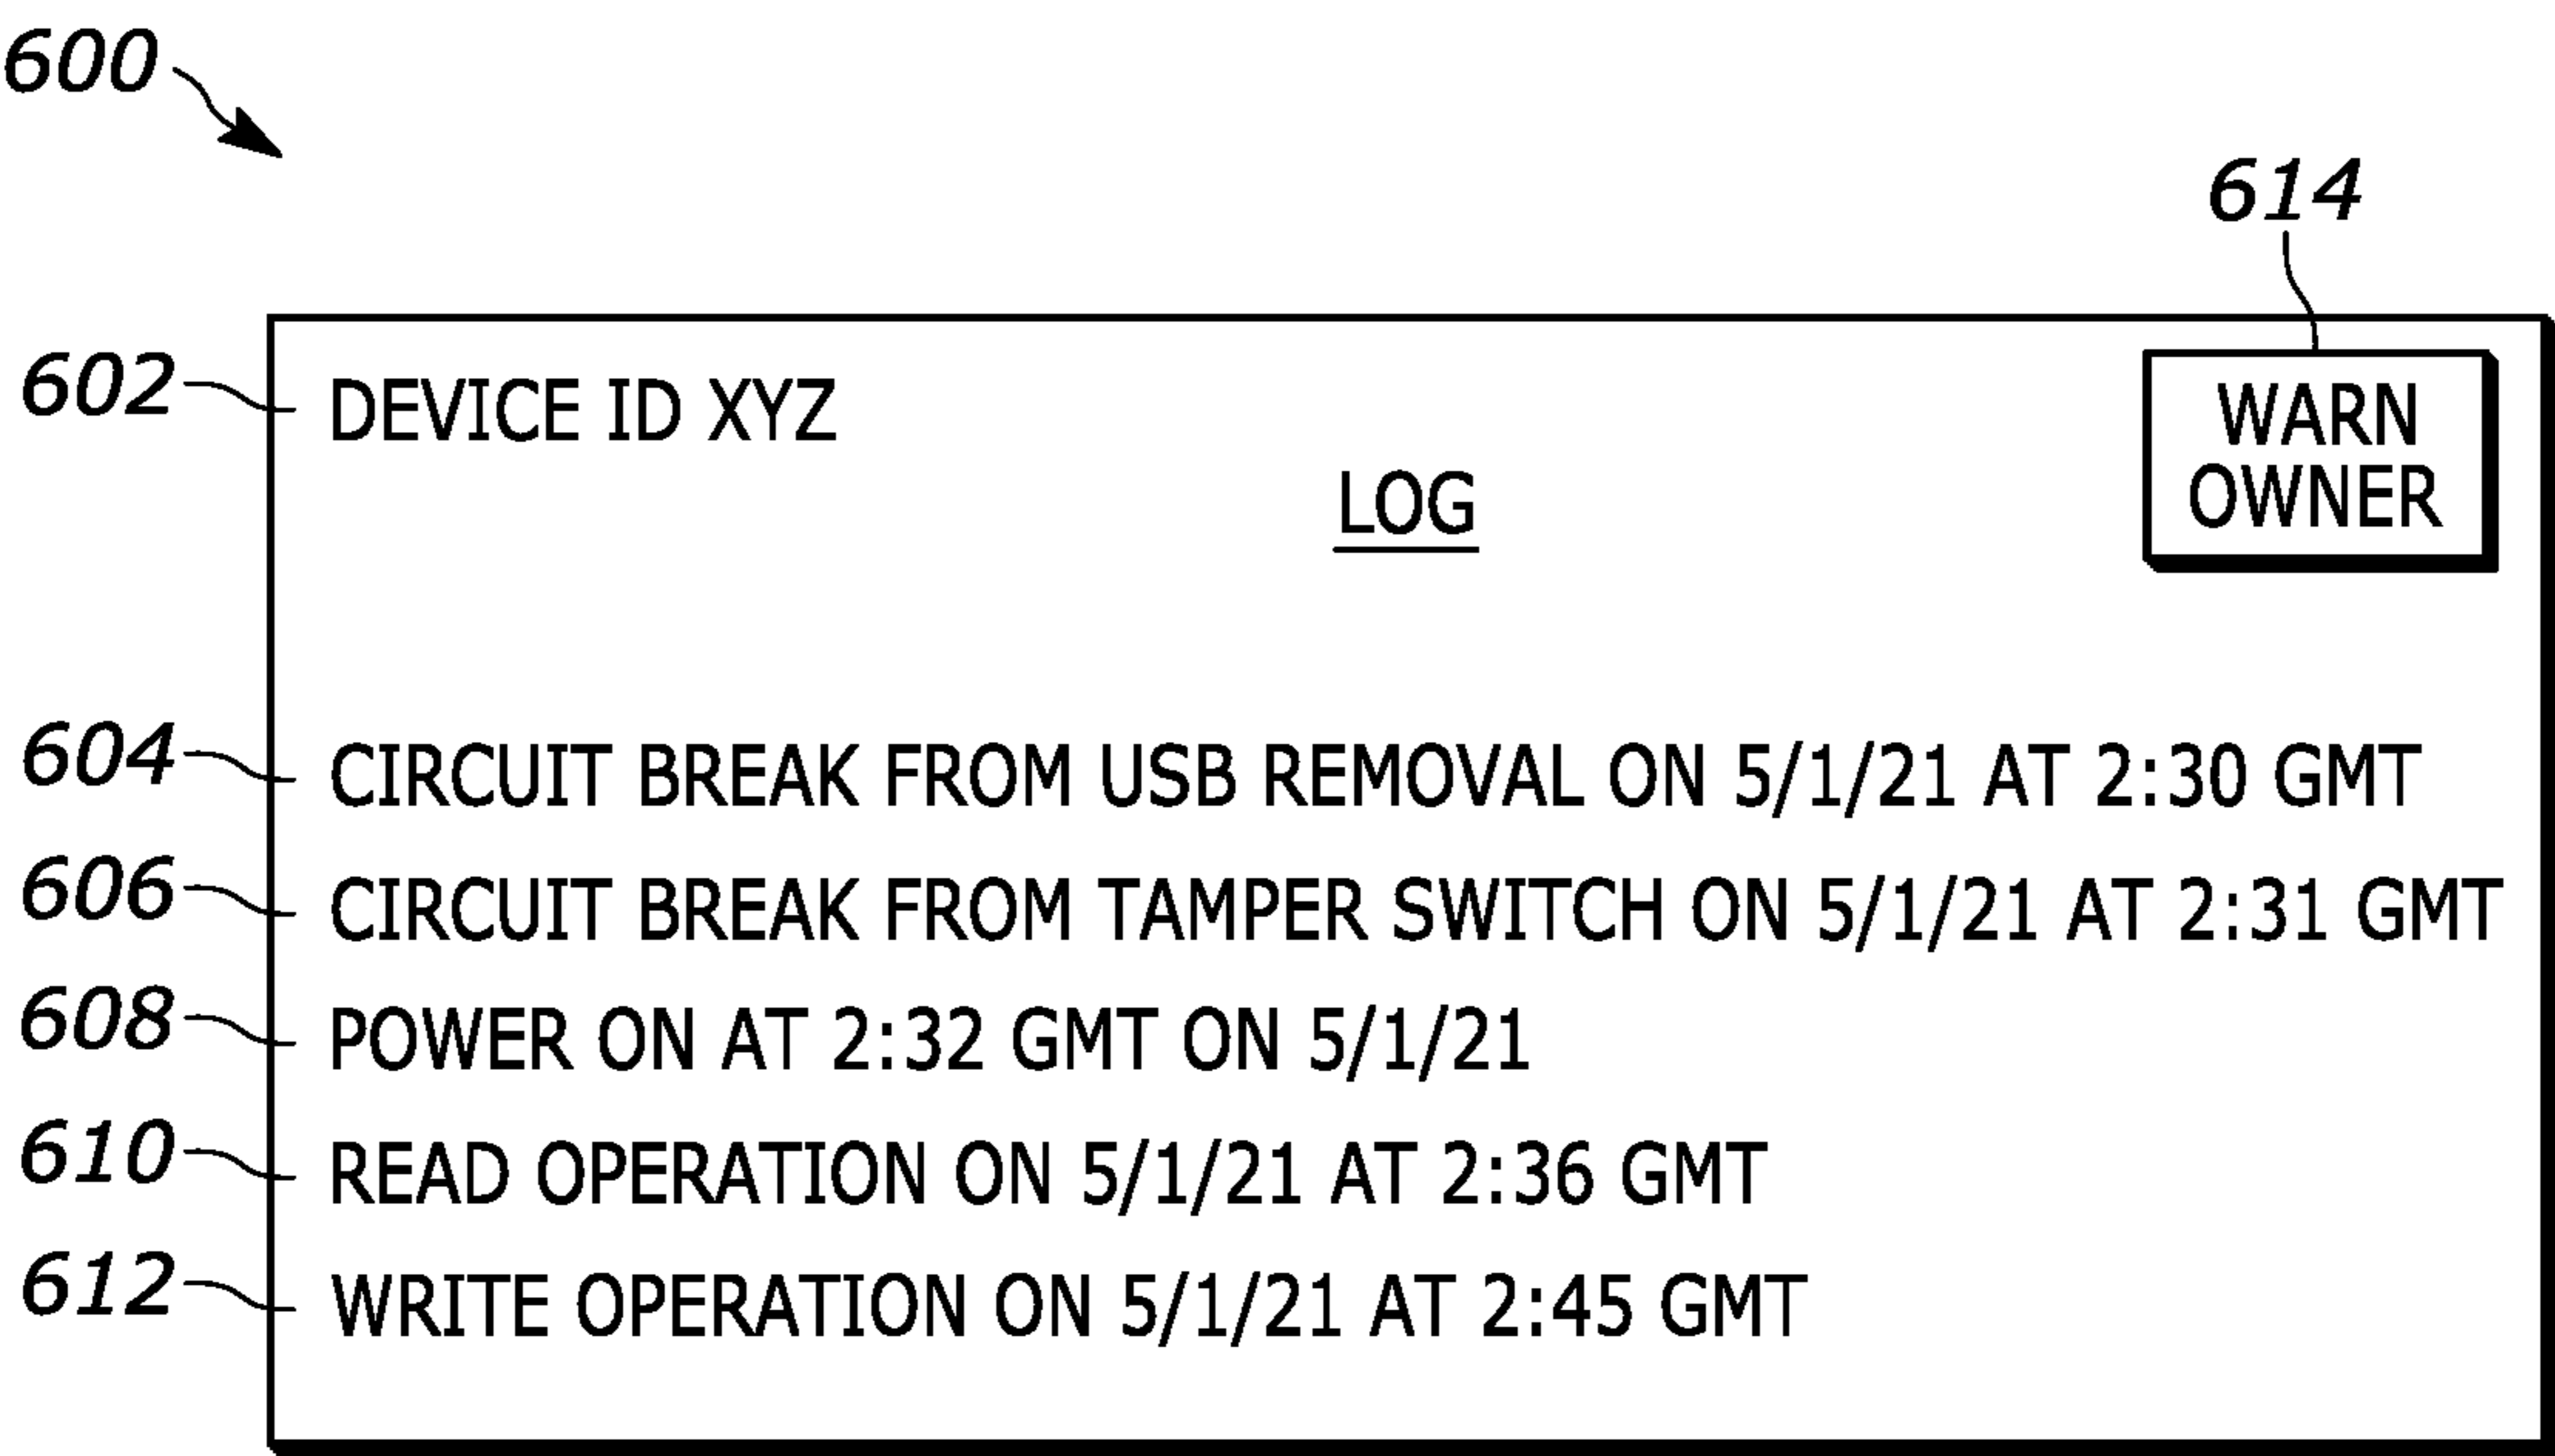 600
614
602 DEVICE ID XYZ
WARN
OWNER
LOG
604 CIRCUIT BREAK FROM USB REMOVAL ON 5/1/21 AT 2:30 GMT
606 CIRCUIT BREAK FROM TAMPER SWITCH ON 5/1/21 AT 2:31 GMT
608 POWER ON AT 2:32 GMT ON 5/1/21
610 READ OPERATION ON 5/1/21 AT 2:36 GMT
612 WRITE OPERATION ON 5/1/21 AT 2:45 GMT